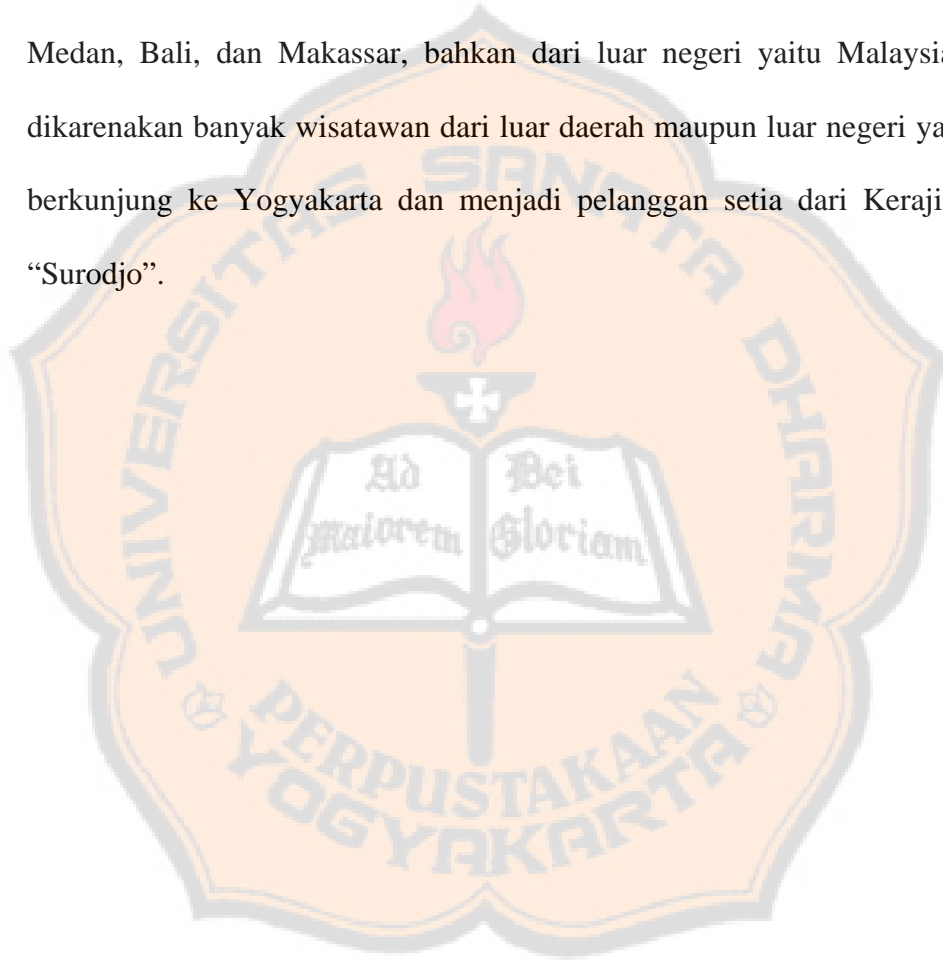 Medan, Bali, dan Makassar, bahkan dari luar negeri yaitu Malaysia
dikarenakan banyak wisatawan dari luar daerah maupun luar negeri ya
berkunjung ke Yogyakarta dan menjadi pelanggan setia dari Keraji
“Surodjo”.
UNIVERSITAS SANATA DHARMA
Ad Dei
Maiorem Gloriam
PERPUSTAKAAN
YOGYAKARTA